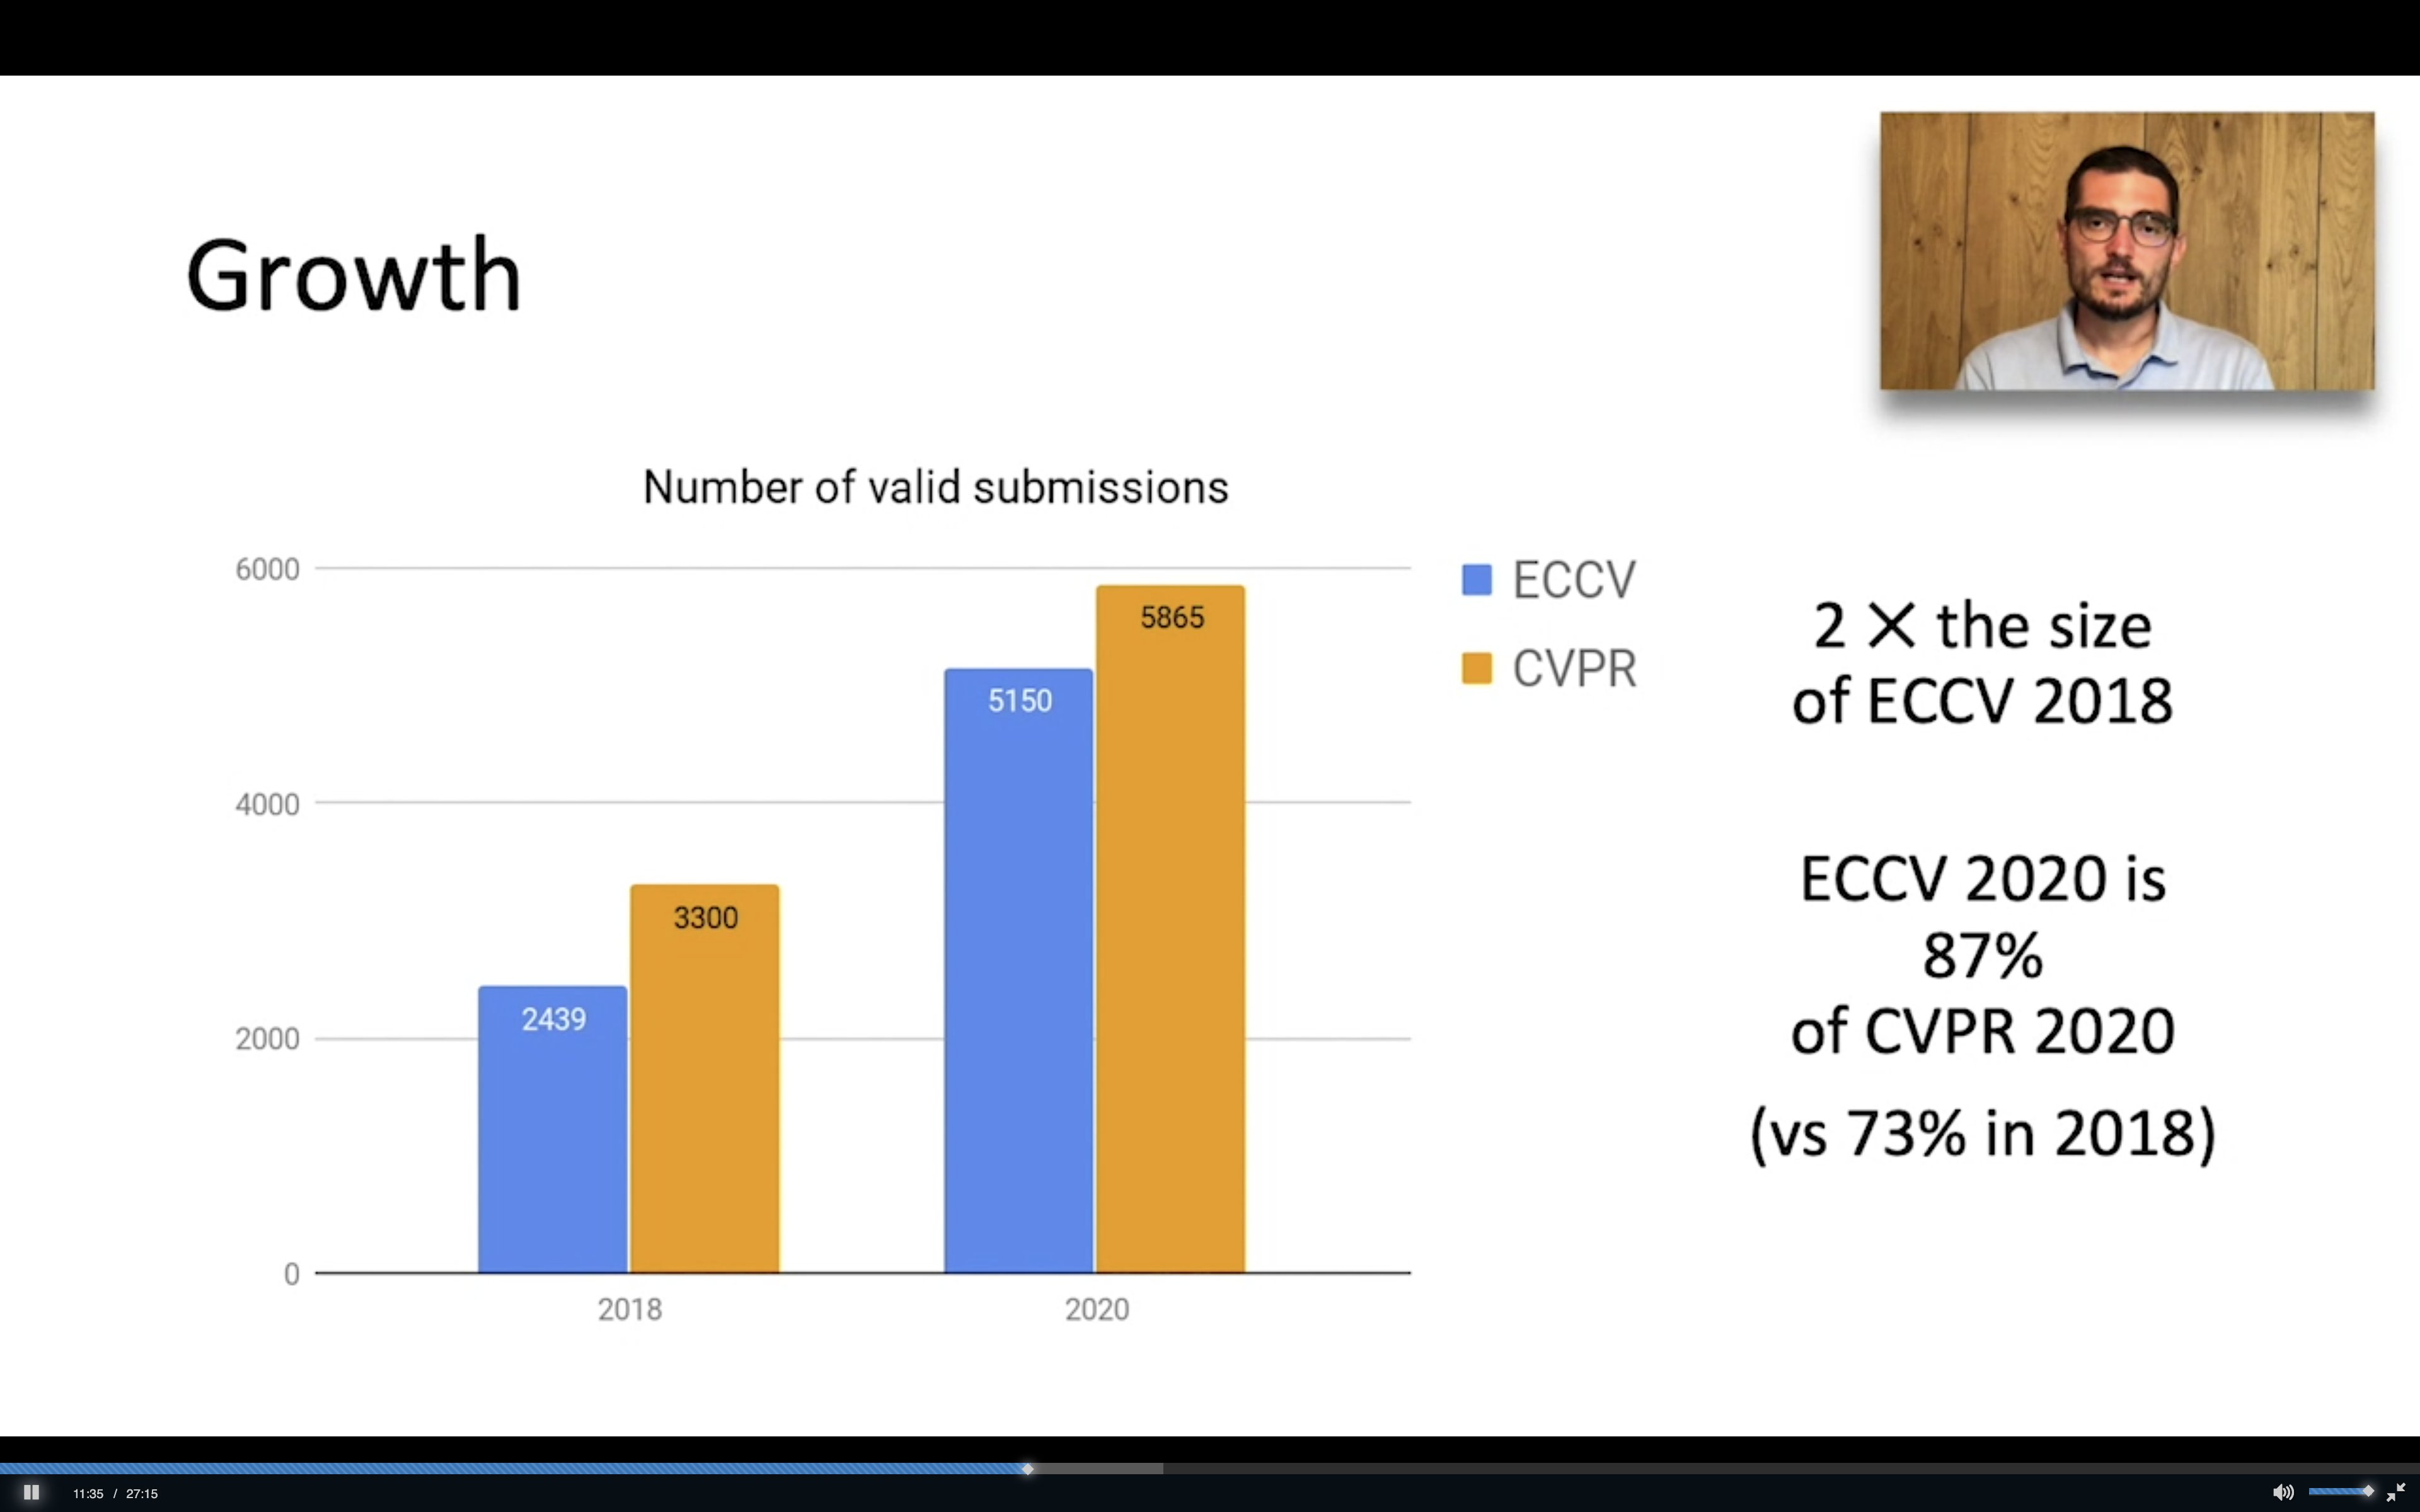 Growth
Number of valid submissions
6000
4000
2000
0
2439
3300
5150
5865
2018
2020
ECCV
CVPR
2 × the size
of ECCV 2018
ECCV 2020 is
87%
of CVPR 2020
(vs 73% in 2018)
11:35 / 27:15